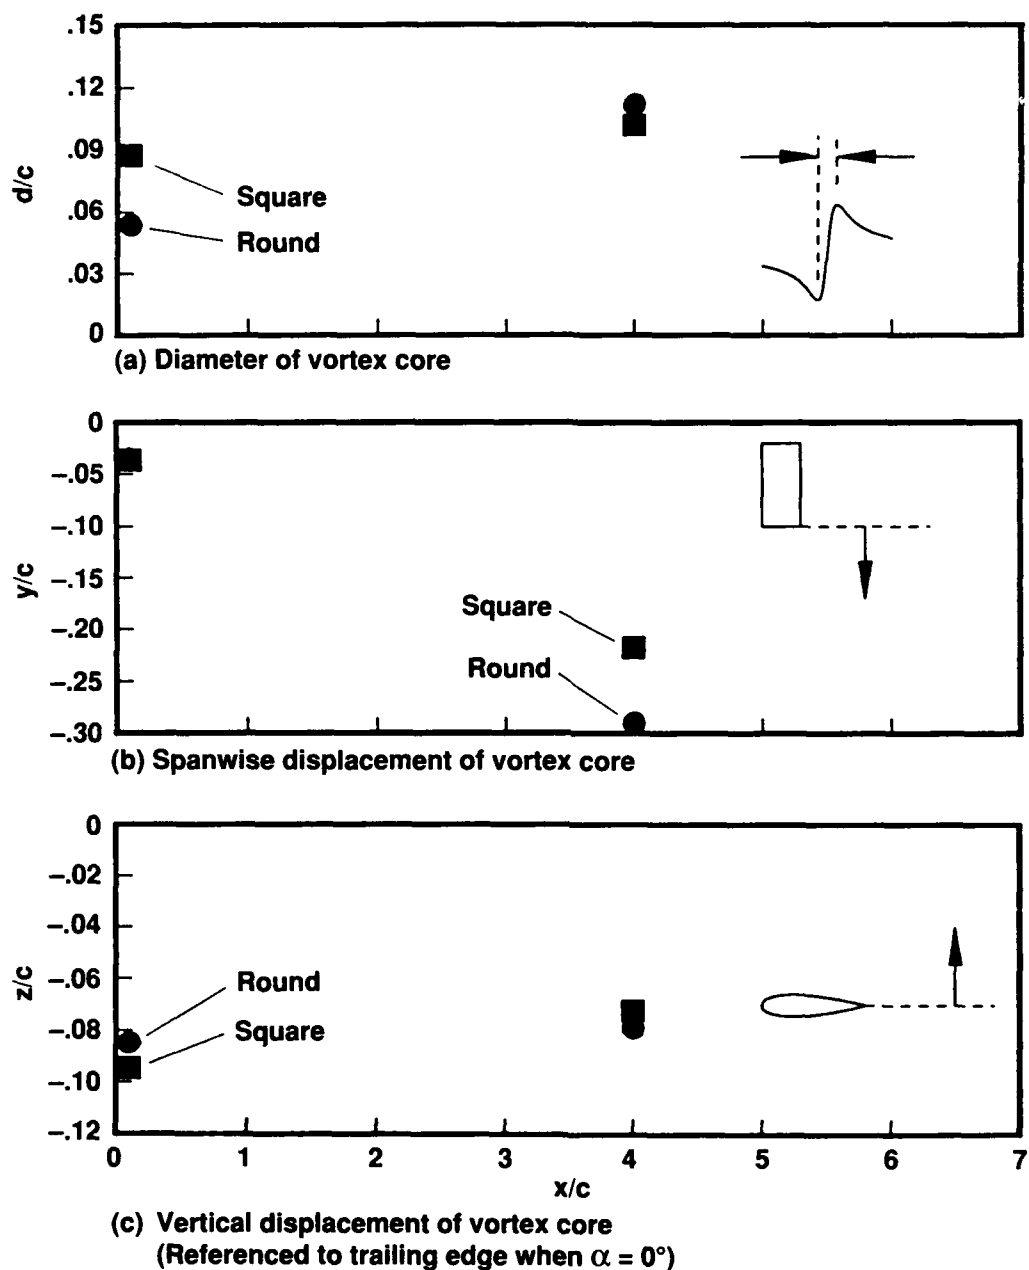 .15
.12
.09
.06
.03
0
d/c
Square
Round
(a) Diameter of vortex core
0
–.05
–.10
–.15
–.20
–.25
–.30
y/c
Square
Round
(b) Spanwise displacement of vortex core
0
–.02
–.04
–.06
–.08
–.10
–.12
z/c
Round
Square
0 1 2 3 4 5 6 7
x/c
(c) Vertical displacement of vortex core
(Referenced to trailing edge when α = 0°)